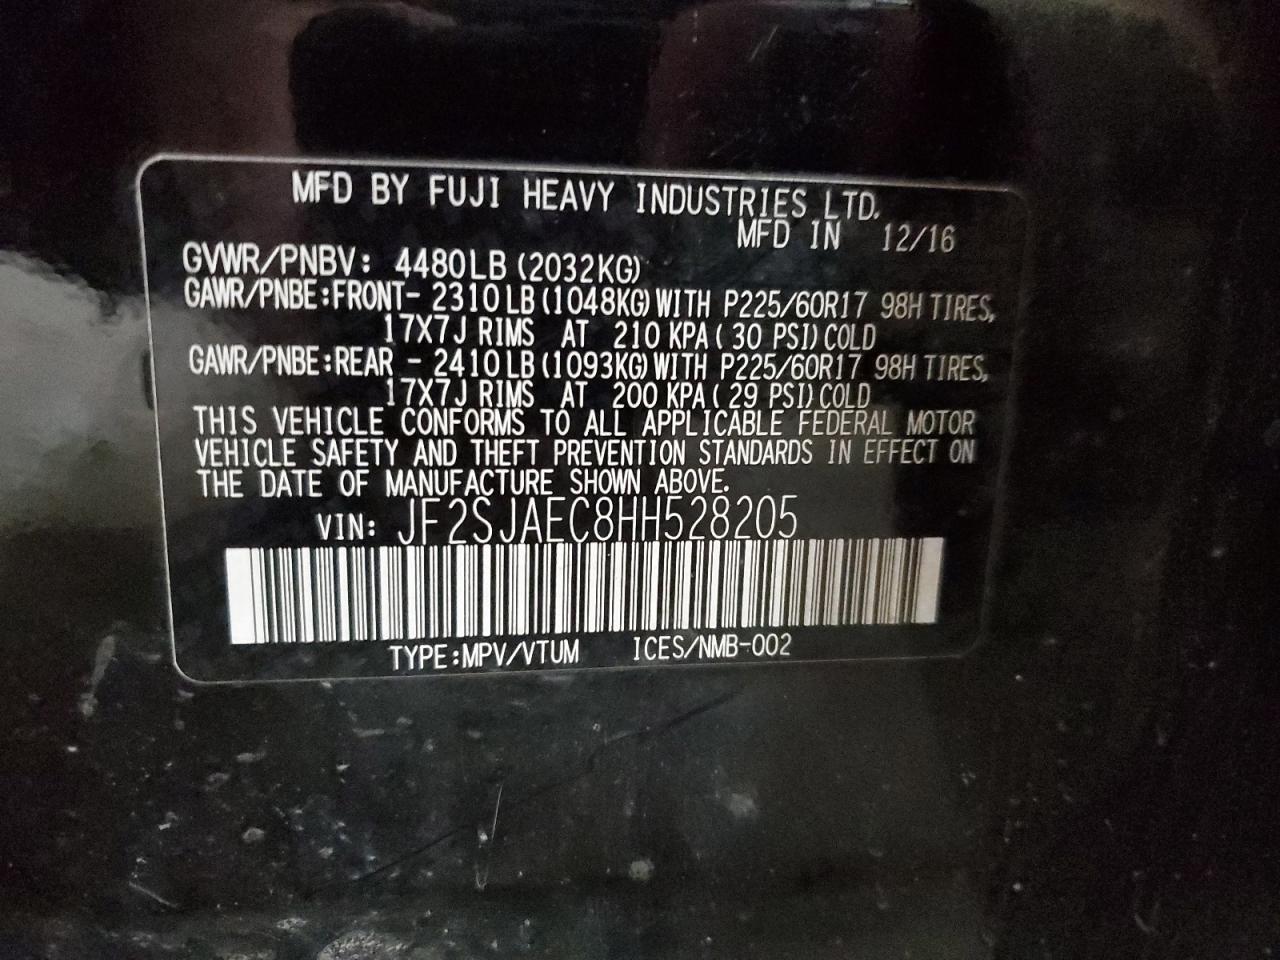 MFD BY FUJI HEAVY INDUSTRIES LTD.
MFD IN 12/16
GVWR/PNBV: 4480LB (2032KG)
GAWR/PNBE:FRONT- 2310LB (1048KG) WITH P225/60R17 98H TIRES,
17X7J RIMS AT 210 KPA ( 30 PSI) COLD
GAWR/PNBE:REAR - 2410LB (1093KG) WITH P225/60R17 98H TIRES,
17X7J RIMS AT 200 KPA ( 29 PSI) COLD
THIS VEHICLE CONFORMS TO ALL APPLICABLE FEDERAL MOTOR
VEHICLE SAFETY AND THEFT PREVENTION STANDARDS IN EFFECT ON
THE DATE OF MANUFACTURE SHOWN ABOVE.
VIN: JF2SJAEC8HH528205
TYPE:MPV/VTUM ICES/NMB-002